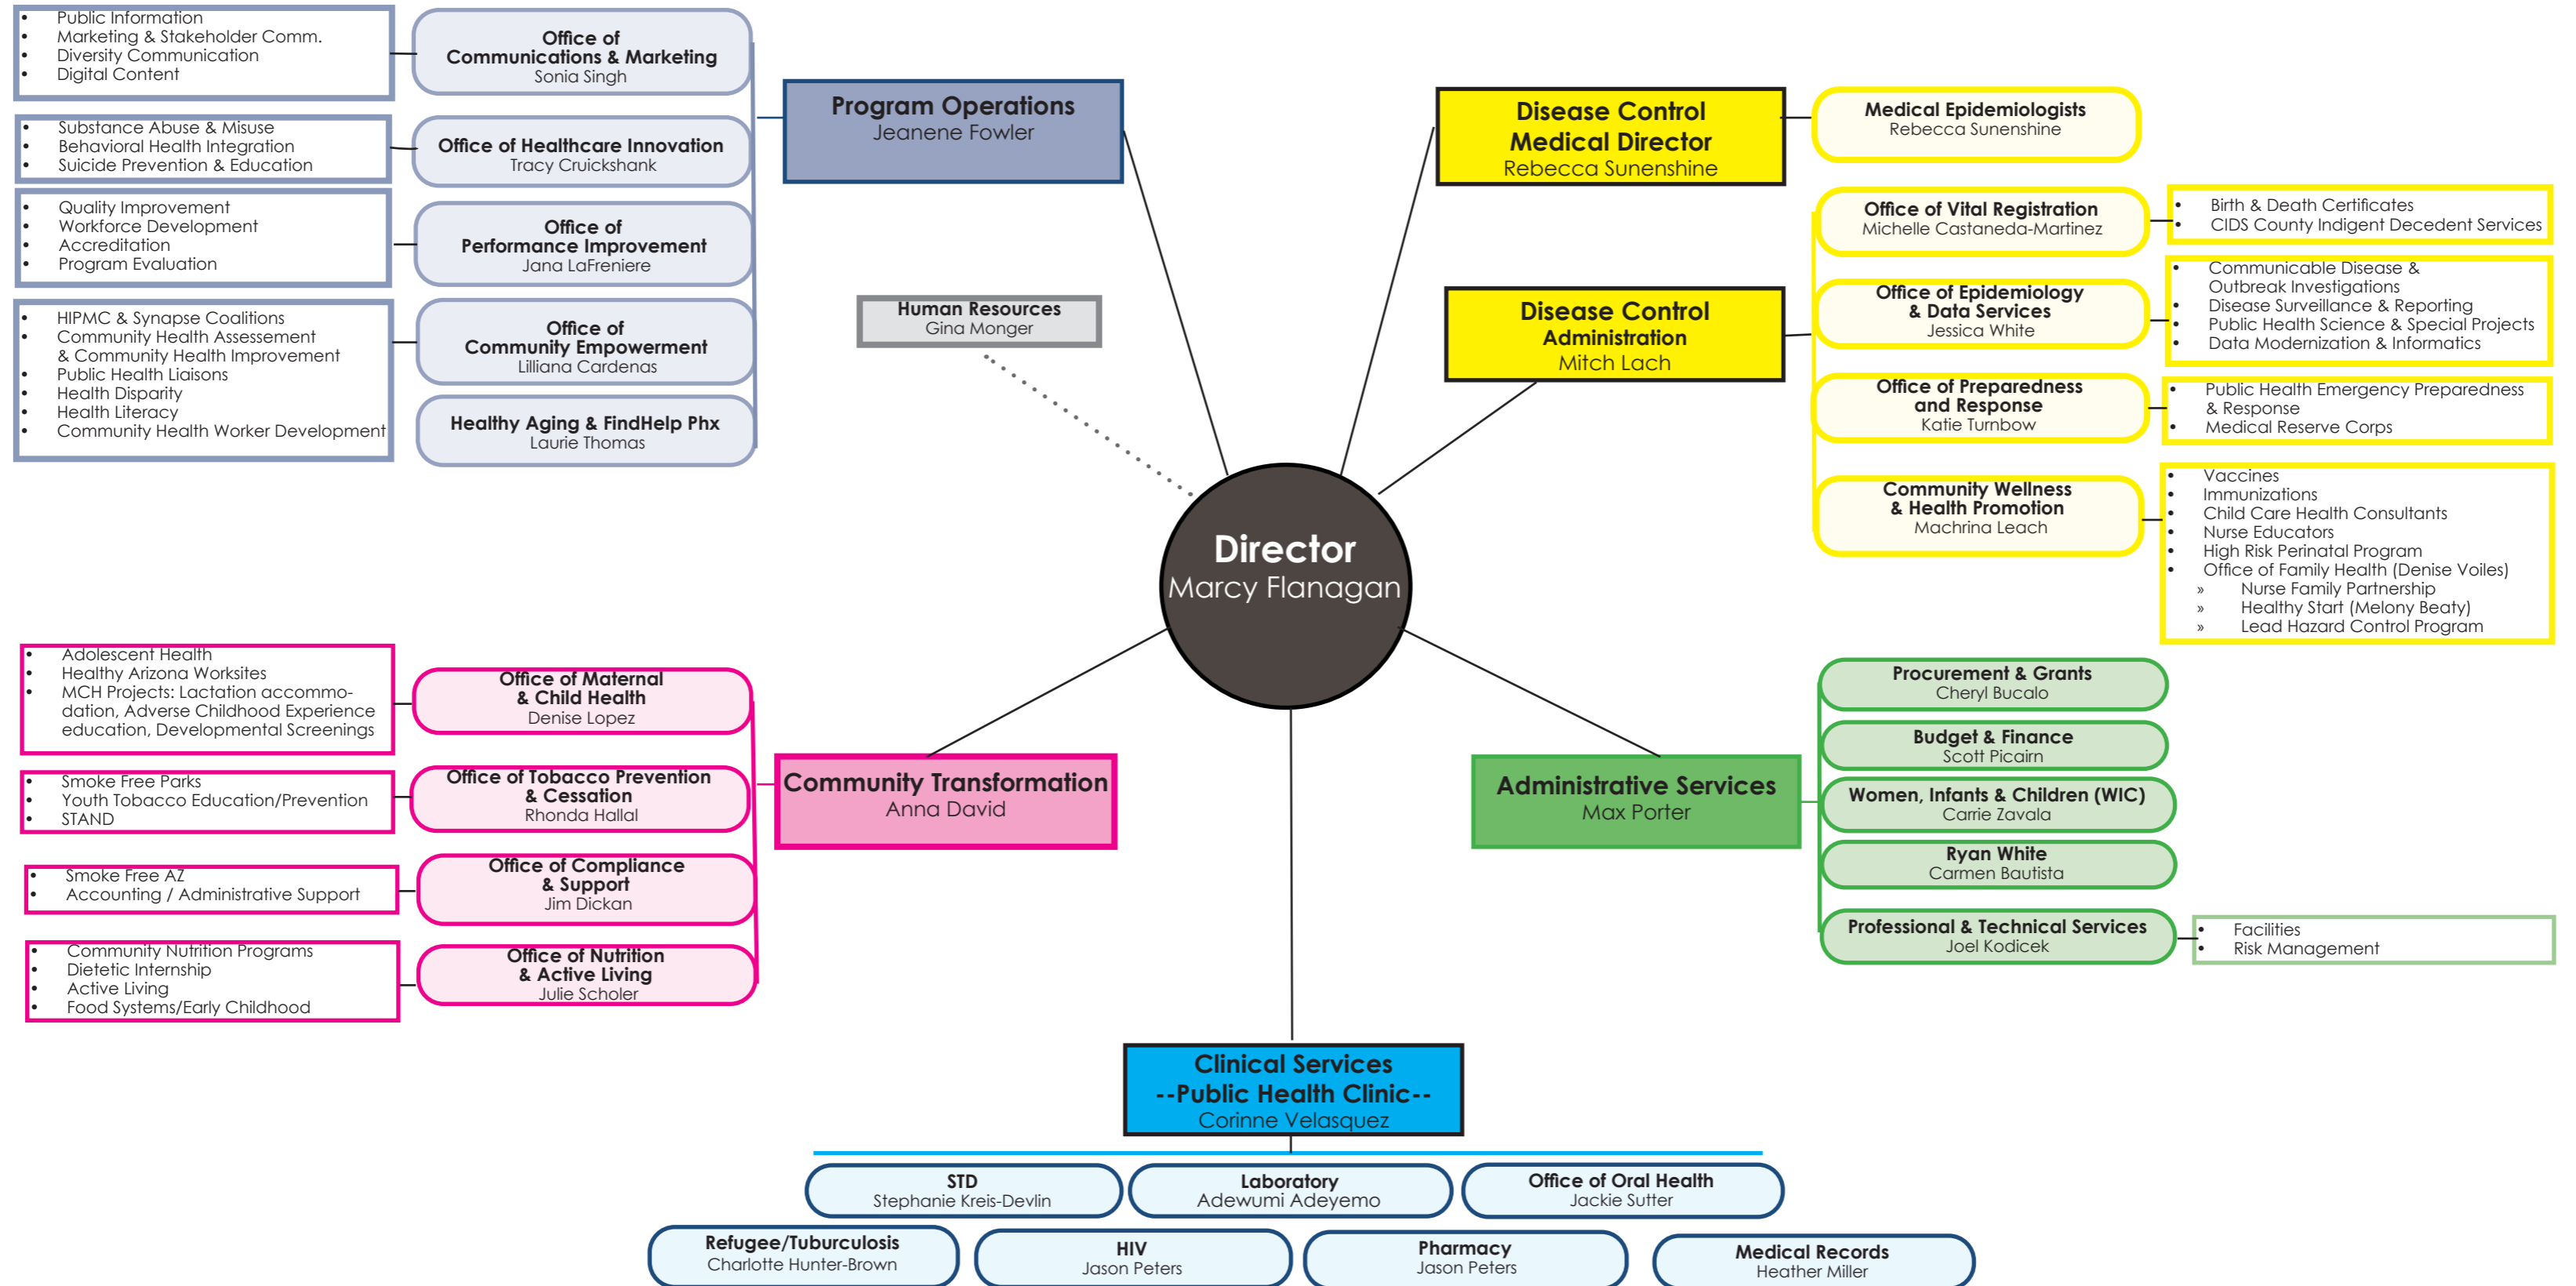 • Public Information
• Marketing & Stakeholder Comm.
• Diversity Communication
• Digital Content
Office of
Communications & Marketing
Sonia Singh
• Substance Abuse & Misuse
• Behavioral Health Integration
• Suicide Prevention & Education
Office of Healthcare Innovation
Tracy Cruickshank
• Quality Improvement
• Workforce Development
• Accreditation
• Program Evaluation
Office of
Performance Improvement
Jana LaFreniere
• HIPMC & Synapse Coalitions
• Community Health Assessement
& Community Health Improvement
• Public Health Liaisons
• Health Disparity
• Health Literacy
• Community Health Worker Development
Office of
Community Empowerment
Lilliana Cardenas
Healthy Aging & FindHelp Phx
Laurie Thomas
Program Operations
Jeanene Fowler
Human Resources
Gina Monger
Disease Control
Medical Director
Rebecca Sunenshine
Medical Epidemiologists
Rebecca Sunenshine
Disease Control
Administration
Mitch Lach
Office of Vital Registration
Michelle Castaneda-Martinez
• Birth & Death Certificates
• CIDS County Indigent Decedent Services
Office of Epidemiology
& Data Services
Jessica White
• Communicable Disease &
Outbreak Investigations
• Disease Surveillance & Reporting
• Public Health Science & Special Projects
• Data Modernization & Informatics
Office of Preparedness
and Response
Katie Turnbow
• Public Health Emergency Preparedness
& Response
• Medical Reserve Corps
Community Wellness
& Health Promotion
Machrina Leach
• Vaccines
• Immunizations
• Child Care Health Consultants
• Nurse Educators
• High Risk Perinatal Program
• Office of Family Health (Denise Voiles)
» Nurse Family Partnership
» Healthy Start (Melony Beaty)
» Lead Hazard Control Program
Director
Marcy Flanagan
• Adolescent Health
• Healthy Arizona Worksites
• MCH Projects: Lactation accommo-
dation, Adverse Childhood Experience
education, Developmental Screenings
Office of Maternal
& Child Health
Denise Lopez
• Smoke Free Parks
• Youth Tobacco Education/Prevention
• STAND
Office of Tobacco Prevention
& Cessation
Rhonda Hallal
• Smoke Free AZ
• Accounting / Administrative Support
Office of Compliance
& Support
Jim Dickan
• Community Nutrition Programs
• Dietetic Internship
• Active Living
• Food Systems/Early Childhood
Office of Nutrition
& Active Living
Julie Scholer
Community Transformation
Anna David
Administrative Services
Max Porter
Procurement & Grants
Cheryl Bucalo
Budget & Finance
Scott Picairn
Women, Infants & Children (WIC)
Carrie Zavala
Ryan White
Carmen Bautista
Professional & Technical Services
Joel Kodicek
• Facilities
• Risk Management
Clinical Services
--Public Health Clinic--
Corinne Velasquez
STD
Stephanie Kreis-Devlin
Laboratory
Adewumi Adeyemo
Office of Oral Health
Jackie Sutter
Refugee/Tuburculosis
Charlotte Hunter-Brown
HIV
Jason Peters
Pharmacy
Jason Peters
Medical Records
Heather Miller